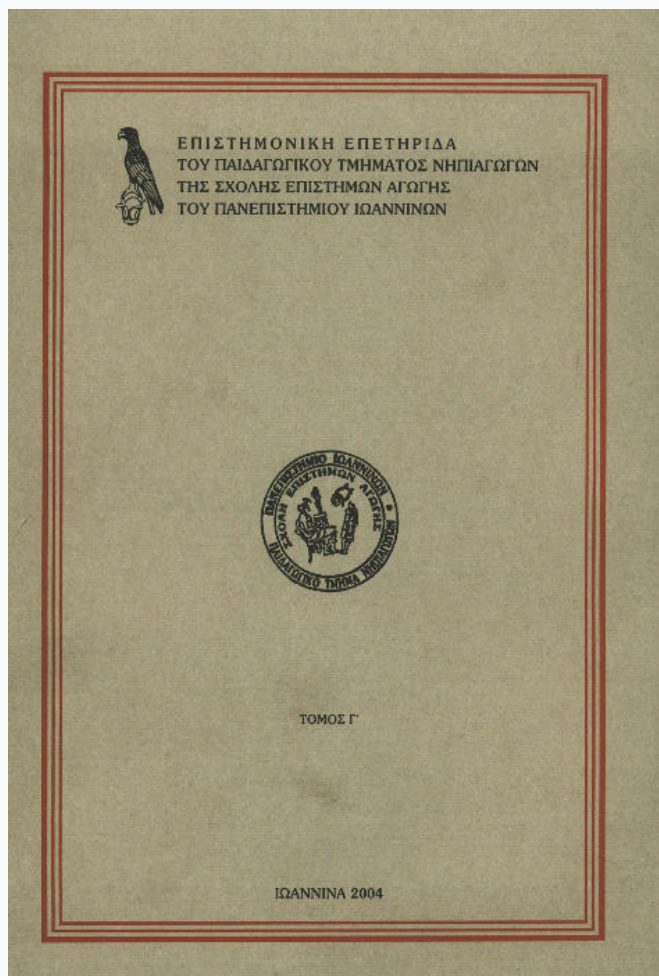 ΕΠΙΣΤΗΜΟΝΙΚΗ ΕΠΕΤΗΡΙΔΑ
ΤΟΥ ΠΑΙΔΑΓΩΓΙΚΟΥ ΤΜΗΜΑΤΟΣ ΝΗΠΙΑΓΩΓΩΝ
ΤΗΣ ΣΧΟΛΗΣ ΕΠΙΣΤΗΜΩΝ ΑΓΩΓΗΣ
ΤΟΥ ΠΑΝΕΠΙΣΤΗΜΙΟΥ ΙΩΑΝΝΙΝΩΝ
ΠΑΝΕΠΙΣΤΗΜΙΟ ΙΩΑΝΝΙΝΩΝ
ΣΧΟΛΗ ΕΠΙΣΤΗΜΩΝ ΑΓΩΓΗΣ
ΠΑΙΔΑΓΩΓΙΚΟ ΤΜΗΜΑ ΝΗΠΙΑΓΩΓΩΝ
ΤΟΜΟΣ Γ'
ΙΩΑΝΝΙΝΑ 2004